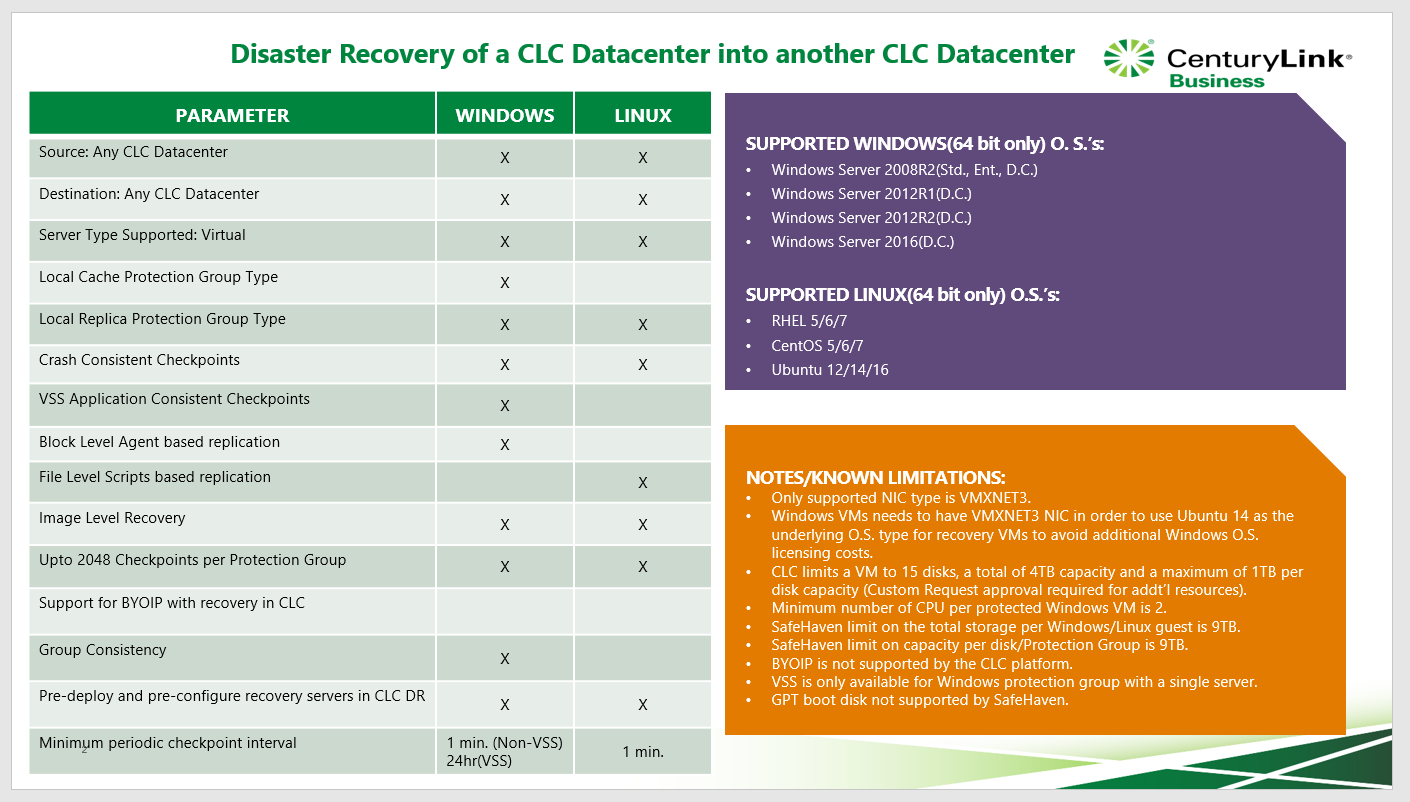 Disaster Recovery of a CLC Datacenter into another CLC Datacenter
CenturyLink®
Business
PARAMETER WINDOWS LINUX
Source: Any CLC Datacenter X X
Destination: Any CLC Datacenter X X
Server Type Supported: Virtual X X
Local Cache Protection Group Type X
Local Replica Protection Group Type X X
Crash Consistent Checkpoints X X
VSS Application Consistent Checkpoints X
Block Level Agent based replication X
File Level Scripts based replication X
Image Level Recovery X X
Upto 2048 Checkpoints per Protection Group X X
Support for BYOIP with recovery in CLC
Group Consistency X
Pre-deploy and pre-configure recovery servers in CLC DR X X
Minimum periodic checkpoint interval 1 min. (Non-VSS) 1 min.
24hr(VSS)
2
SUPPORTED WINDOWS(64 bit only) O. S.’s:
• Windows Server 2008R2(Std., Ent., D.C.)
• Windows Server 2012R1(D.C.)
• Windows Server 2012R2(D.C.)
• Windows Server 2016(D.C.)
SUPPORTED LINUX(64 bit only) O.S.’s:
• RHEL 5/6/7
• CentOS 5/6/7
• Ubuntu 12/14/16
NOTES/KNOWN LIMITATIONS:
• Only supported NIC type is VMXNET3.
• Windows VMs needs to have VMXNET3 NIC in order to use Ubuntu 14 as the
underlying O.S. type for recovery VMs to avoid additional Windows O.S.
licensing costs.
• CLC limits a VM to 15 disks, a total of 4TB capacity and a maximum of 1TB per
disk capacity (Custom Request approval required for addt’l resources).
• Minimum number of CPU per protected Windows VM is 2.
• SafeHaven limit on the total storage per Windows/Linux guest is 9TB.
• SafeHaven limit on capacity per disk/Protection Group is 9TB.
• BYOIP is not supported by the CLC platform.
• VSS is only available for Windows protection group with a single server.
• GPT boot disk not supported by SafeHaven.